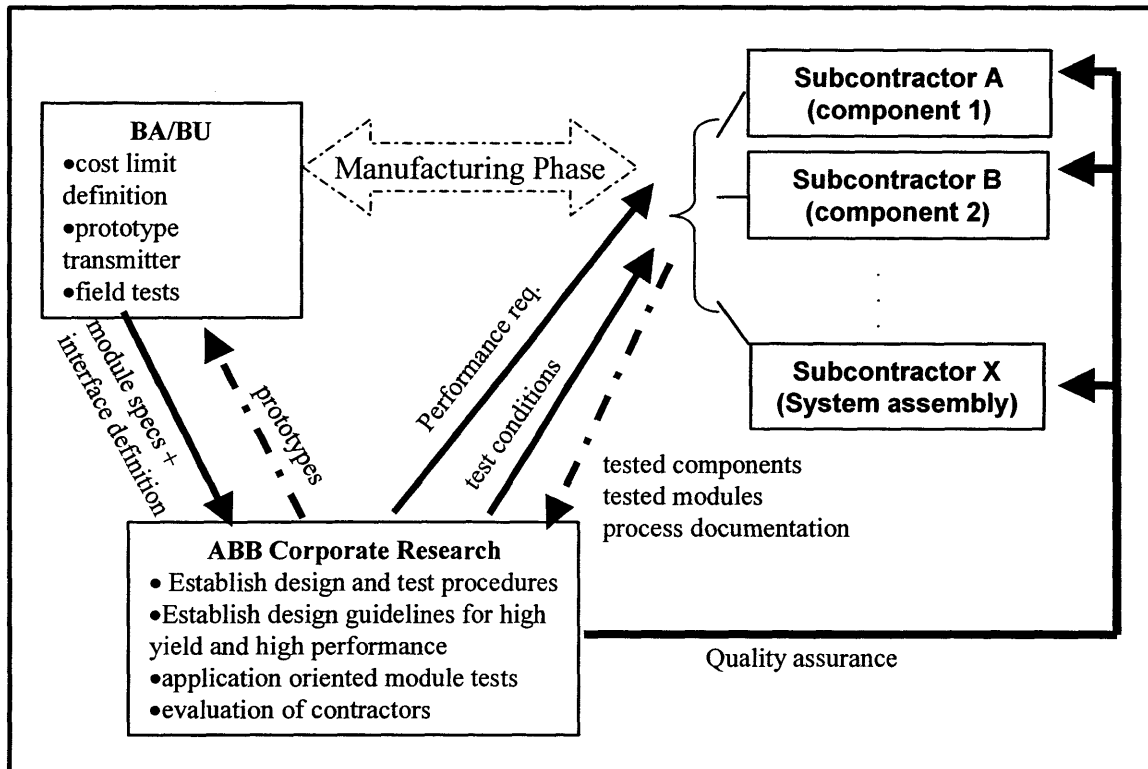 BA/BU
•cost limit
definition
•prototype
transmitter
•field tests
Manufacturing Phase
Subcontractor A
(component 1)
Subcontractor B
(component 2)
Subcontractor X
(System assembly)
module specs +
interface definition
prototypes
Performance req.
test conditions
tested components
tested modules
process documentation
ABB Corporate Research
• Establish design and test procedures
•Establish design guidelines for high
yield and high performance
•application oriented module tests
•evaluation of contractors
Quality assurance